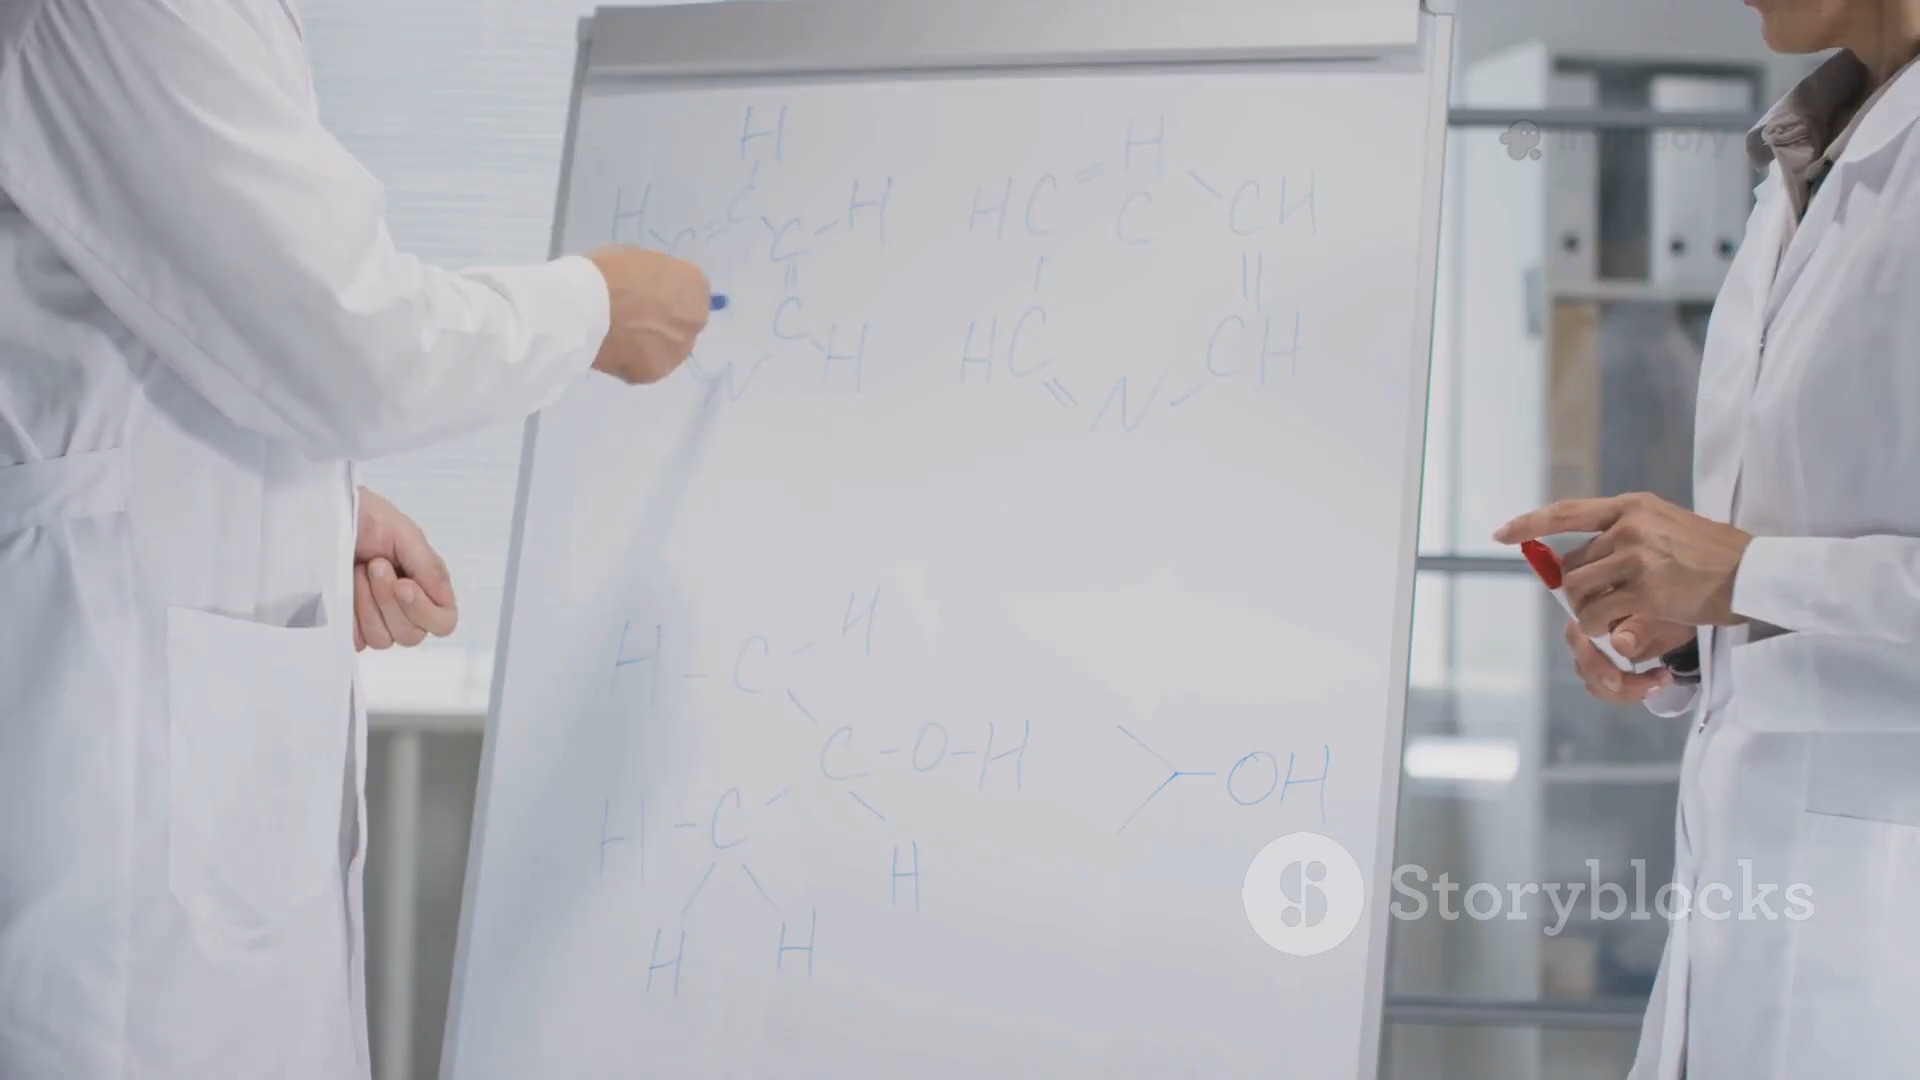 H H
H C C H HC C CH
C H HC N CH
N
H
H - C
C - O - H
OH
H - C
H
H H
Storyblocks